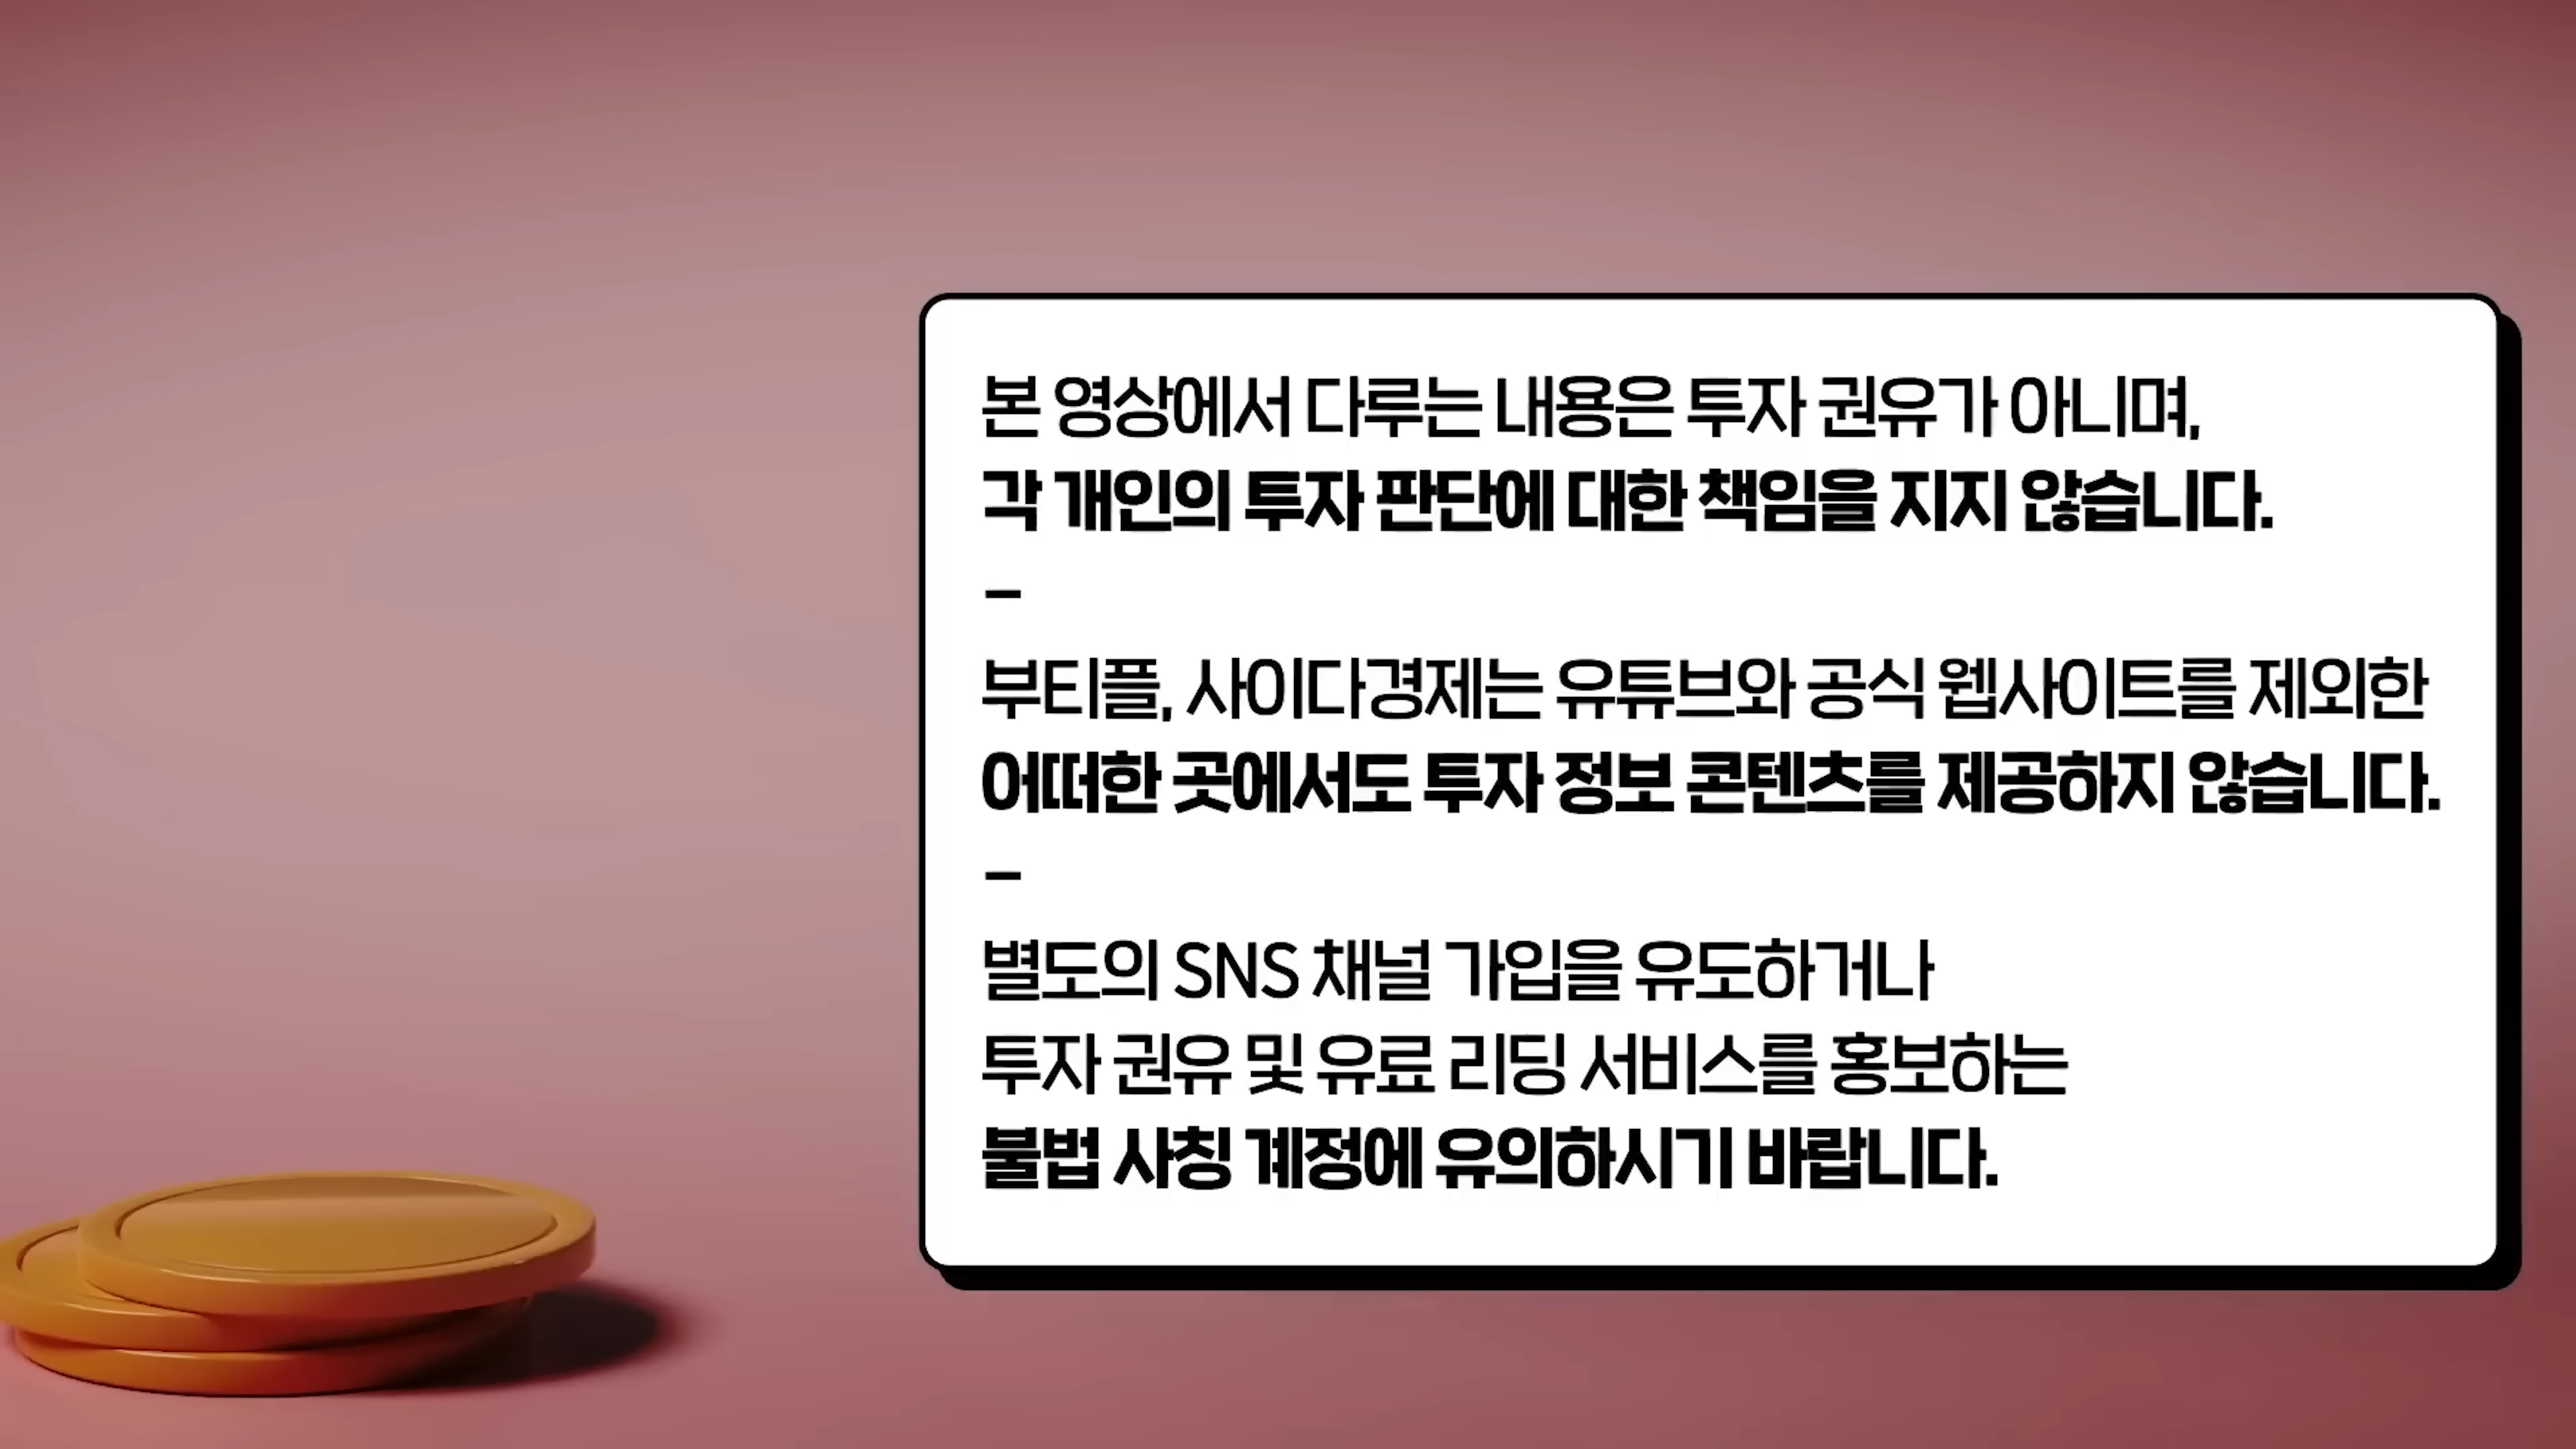 본 영상에서 다루는 내용은 투자 권유가 아니며,
각 개인의 투자 판단에 대한 책임을 지지 않습니다.
–
부티플, 사이다경제는 유튜브와 공식 웹사이트를 제외한
어떠한 곳에서도 투자 정보 콘텐츠를 제공하지 않습니다.
–
별도의 SNS 채널 가입을 유도하거나
투자 권유 및 유료 리딩 서비스를 홍보하는
불법 사칭 계정에 유의하시기 바랍니다.